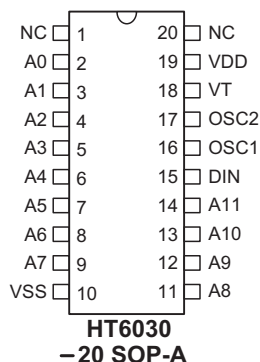 NC 1 20 NC
A0 2 19 VDD
A1 3 18 VT
A2 4 17 OSC2
A3 5 16 OSC1
A4 6 15 DIN
A5 7 14 A11
A6 8 13 A10
A7 9 12 A9
VSS 10 11 A8
HT6030
–20 SOP-A